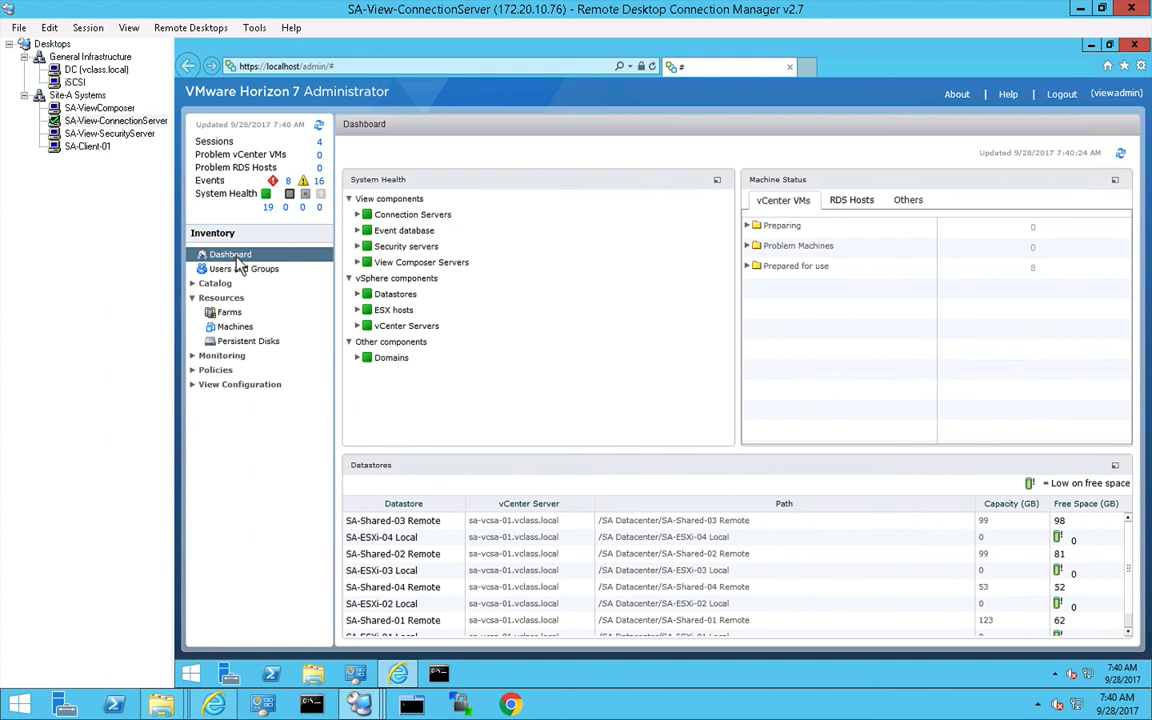 SA-View-ConnectionServer (172.20.10.76) - Remote Desktop Connection Manager v2.7
File Edit Session View Remote Desktops Tools Help
Desktops
General Infrastructure
DC (vclass.local)
iSCSI
Site-A Systems
SA-ViewComposer
SA-View-ConnectionServer
SA-View-SecurityServer
SA-Client-01
https://localhost/admin/#
#
VMware Horizon 7 Administrator
About | Help | Logout (viewadmin)
Updated 9/28/2017 7:40 AM
Sessions 4
Problem vCenter VMs 0
Problem RDS Hosts 0
Events 8 16
System Health
19 0 0 0
Inventory
Dashboard
Users and Groups
Catalog
Resources
Farms
Machines
Persistent Disks
Monitoring
Policies
View Configuration
Dashboard
Updated 9/28/2017 7:40:24 AM
System Health
View components
Connection Servers
Event database
Security servers
View Composer Servers
vSphere components
Datastores
ESX hosts
vCenter Servers
Other components
Domains
Machine Status
vCenter VMs RDS Hosts Others
Preparing 0
Problem Machines 0
Prepared for use 8
Datastores
! = Low on free space
Datastore vCenter Server Path Capacity (GB) Free Space (GB)
SA-Shared-03 Remote sa-vcsa-01.vclass.local /SA Datacenter/SA-Shared-03 Remote 99 98
SA-ESXi-04 Local sa-vcsa-01.vclass.local /SA Datacenter/SA-ESXi-04 Local 0 ! 0
SA-Shared-02 Remote sa-vcsa-01.vclass.local /SA Datacenter/SA-Shared-02 Remote 99 81
SA-ESXi-03 Local sa-vcsa-01.vclass.local /SA Datacenter/SA-ESXi-03 Local 0 ! 0
SA-Shared-04 Remote sa-vcsa-01.vclass.local /SA Datacenter/SA-Shared-04 Remote 53 52
SA-ESXi-02 Local sa-vcsa-01.vclass.local /SA Datacenter/SA-ESXi-02 Local 0 ! 0
SA-Shared-01 Remote sa-vcsa-01.vclass.local /SA Datacenter/SA-Shared-01 Remote 123 62
7:40 AM
9/28/2017
7:40 AM
9/28/2017